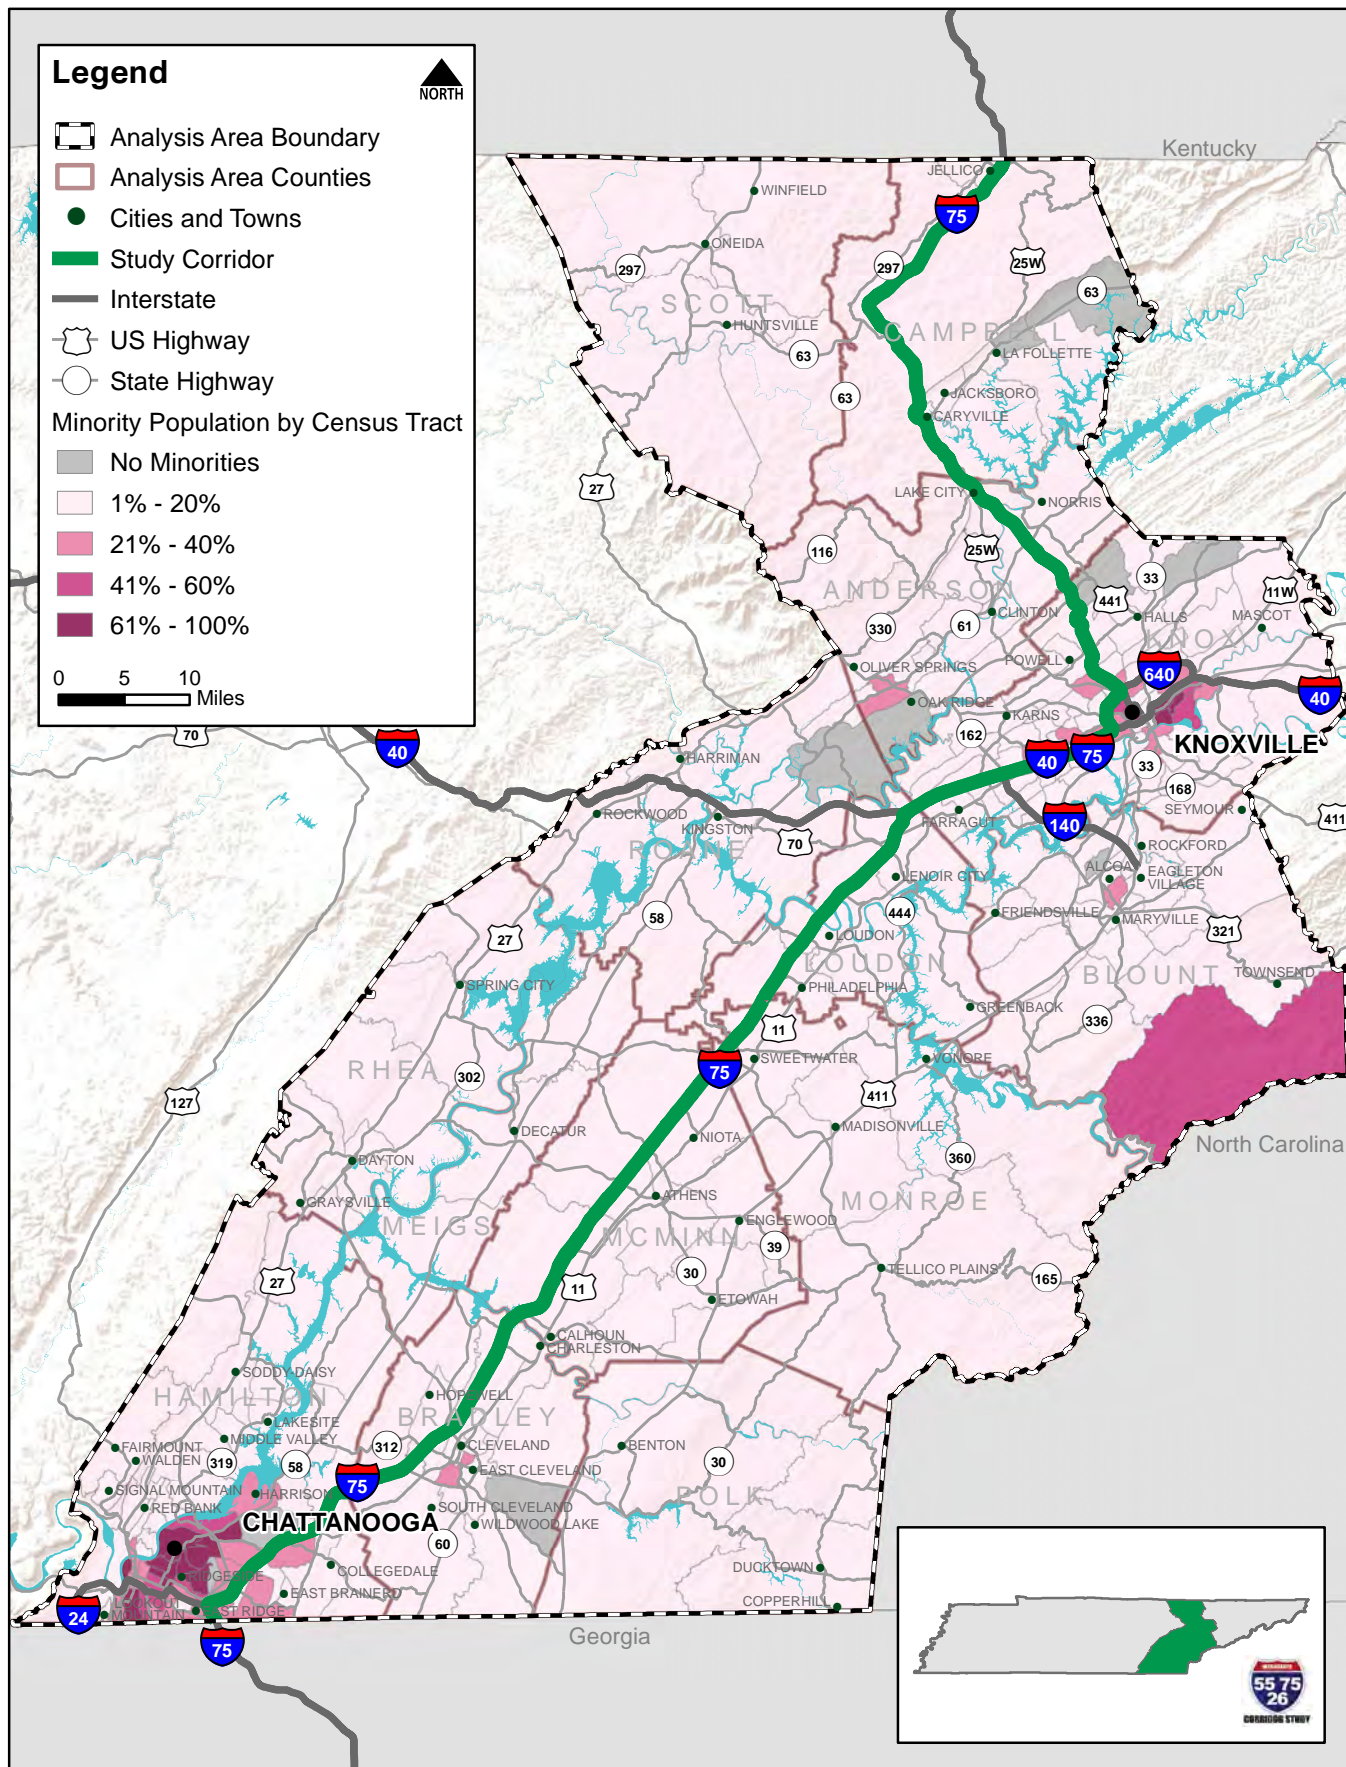 Legend
NORTH
Analysis Area Boundary
Analysis Area Counties
Cities and Towns
Study Corridor
Interstate
US Highway
State Highway
Minority Population by Census Tract
No Minorities
1% - 20%
21% - 40%
41% - 60%
61% - 100%
0 5 10
Miles
Kentucky
JELLICO
WINFIELD
75
ONEIDA
25W
297
297
63
SCOTT
HUNTSVILLE
CAMPBELL
63
LA FOLLETTE
JACKSBORO
63
CARYVILLE
27
LAKE CITY
NORRIS
116
25W
33
11W
ANDERSON
441
CLINTON
HALLS
MASCOT
330
61
KNOX
OLIVER SPRINGS
POWELL
640
40
OAK RIDGE
KARNS
70
40
162
40
75
KNOXVILLE
HARRIMAN
33
168
ROCKWOOD
KINGSTON
FARRAGUT
SEYMOUR
411
140
70
ROANE
ROCKFORD
LENOIR CITY
ALCOA
EAGLETON
VILLAGE
58
444
FRIENDSVILLE
MARYVILLE
27
LOUDON
321
LOUDON
BLOUNT
TOWNSEND
SPRING CITY
PHILADELPHIA
GREENBACK
336
11
SWEETWATER
VONORE
RHEA
302
75
411
127
DECATUR
NIOTA
MADISONVILLE
North Carolina
DAYTON
360
ATHENS
GRAYSVILLE
MEIGS
MCMINN
ENGLEWOOD
MONROE
39
27
11
30
TELLICO PLAINS
165
ETOWAH
CALHOUN
CHARLESTON
SODDY-DAISY
HAMILTON
HOPEWELL
BRADLEY
LAKESITE
MIDDLE VALLEY
312
CLEVELAND
BENTON
FAIRMOUNT
WALDEN
319
58
75
EAST CLEVELAND
30
SIGNAL MOUNTAIN
HARRISON
POLK
RED BANK
CHATTANOOGA
SOUTH CLEVELAND
WILDWOOD LAKE
60
RIDGESIDE
COLLEGEDALE
DUCKTOWN
EAST BRAINERD
LOOKOUT
MOUNTAIN
EAST RIDGE
COPPERHILL
24
75
Georgia
55 75
26
CORRIDOR STUDY